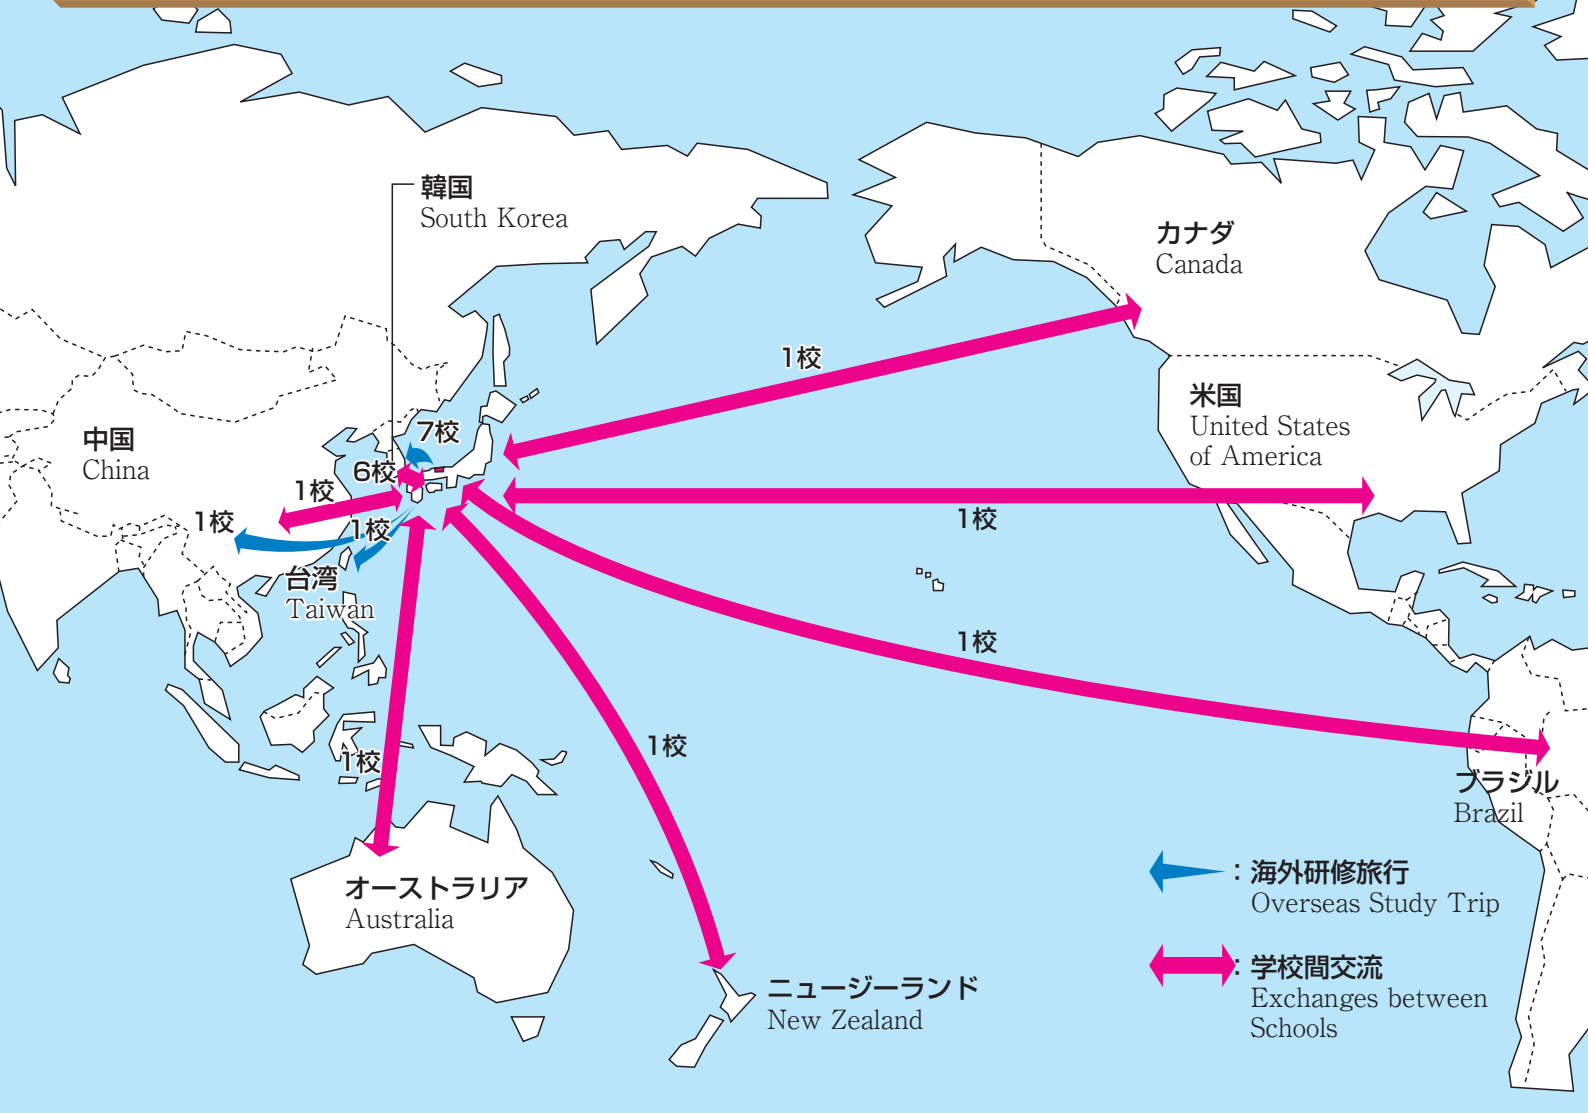 韓国
South Korea
カナダ
Canada
1校
米国
United States
of America
7校
中国
China
6校
1校
1校
1校
1校
台湾
Taiwan
1校
1校
1校
ブラジル
Brazil
オーストラリア
Australia
：海外研修旅行
Overseas Study Trip
：学校間交流
Exchanges between
Schools
ニュージーランド
New Zealand